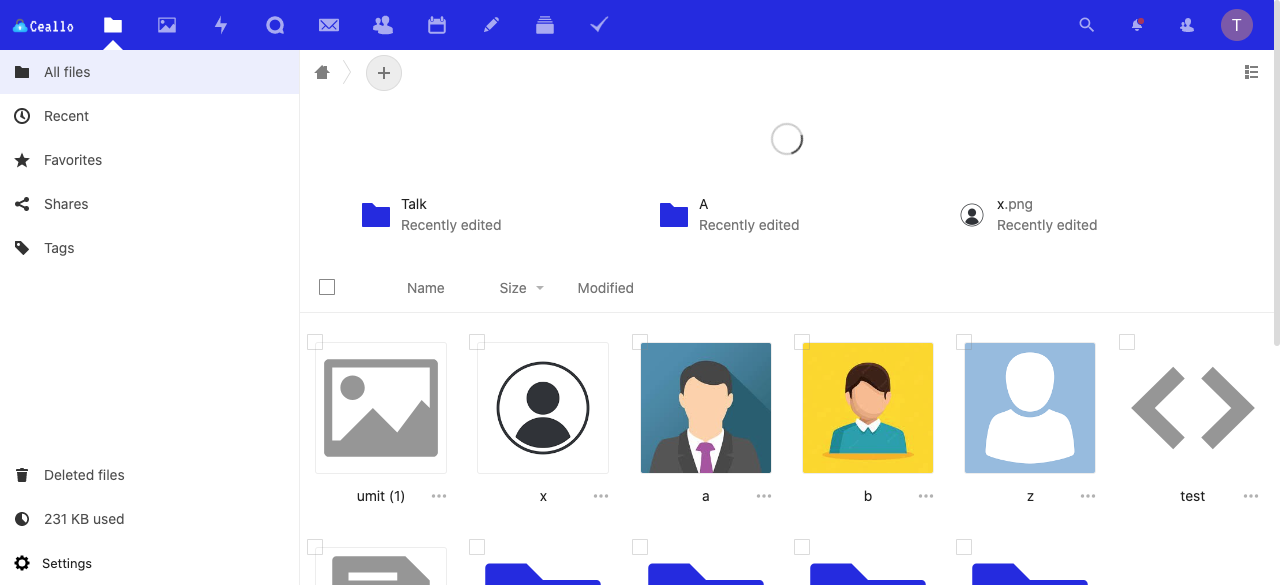 Ceallo
T
All files
Recent
Favorites
Shares
Tags
Deleted files
231 KB used
Settings
Talk
Recently edited
A
Recently edited
x.png
Recently edited
Name
Size
Modified
umit (1)
x
a
b
z
test